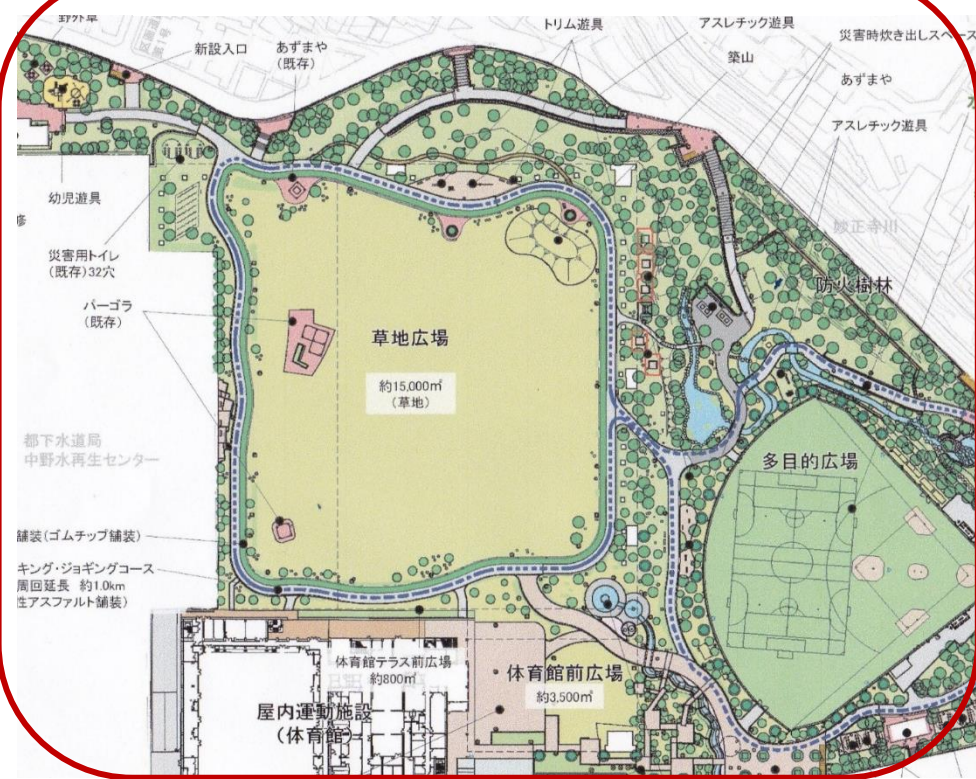 野外卓
新設入口
あずまや
(既存)
トリム遊具
アスレチック遊具
災害時炊き出しスペース
築山
あずまや
アスレチック遊具
幼児遊具
修
災害用トイレ
(既存)32穴
パーゴラ
(既存)
妙正寺川
防火樹林
草地広場
約15,000㎡
(草地)
都下水道局
中野水再生センター
多目的広場
舗装(ゴムチップ舗装)
キング・ジョギングコース
周回延長 約1.0km
性アスファルト舗装)
体育館テラス前広場
約800㎡
体育館前広場
約3,500㎡
屋内運動施設
(体育館)